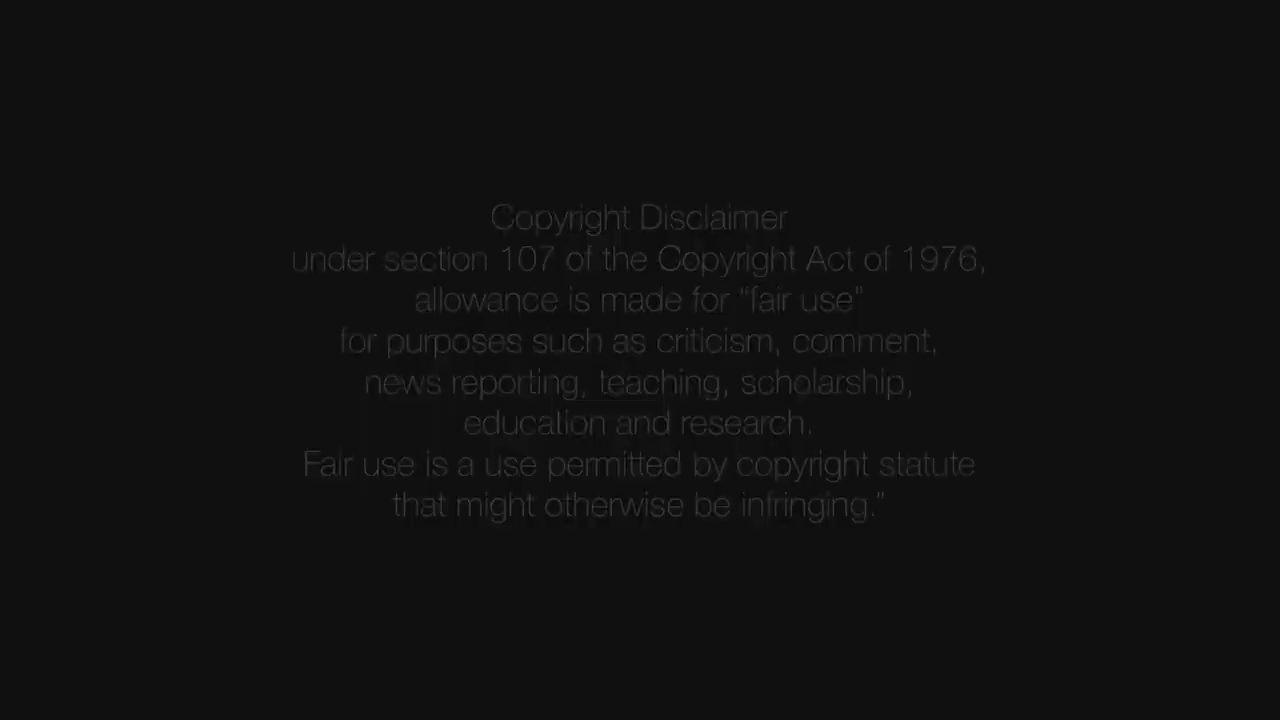 Copyright Disclaimer
under section 107 of the Copyright Act of 1976,
allowance is made for “fair use”
for purposes such as criticism, comment,
news reporting, teaching, scholarship,
education and research.
Fair use is a use permitted by copyright statute
that might otherwise be infringing.”